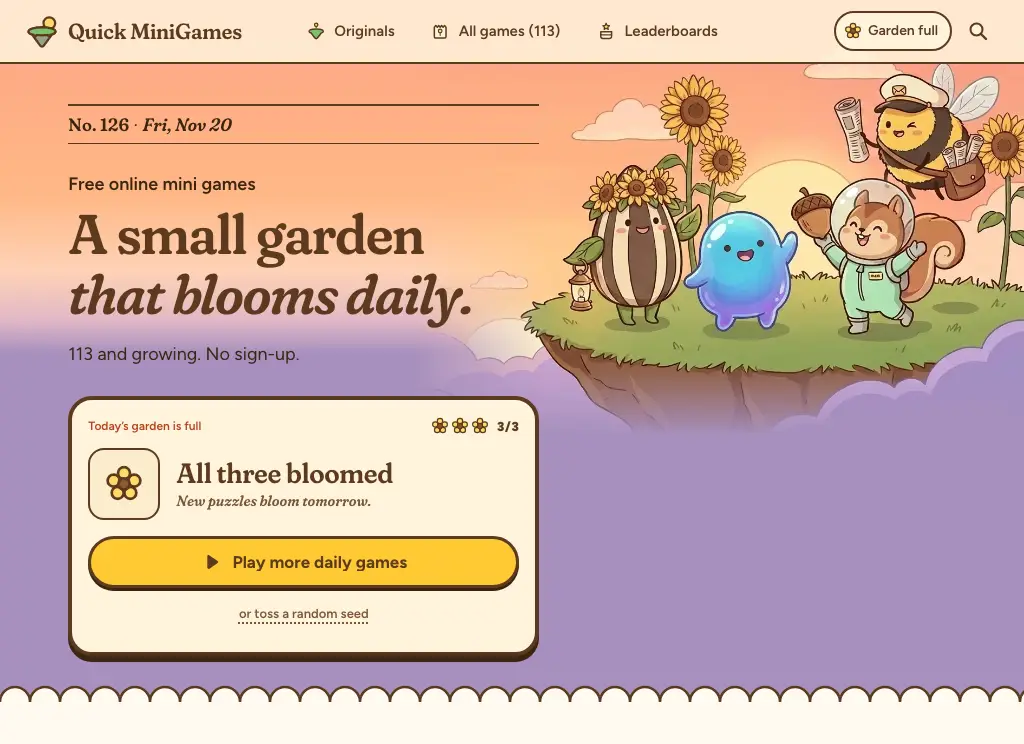 Quick MiniGames
Originals
All games (113)
Leaderboards
Garden full
No. 126 · Fri, Nov 20
Free online mini games
A small garden
that blooms daily.
113 and growing. No sign-up.
Today's garden is full
3/3
All three bloomed
New puzzles bloom tomorrow.
Play more daily games
or toss a random seed